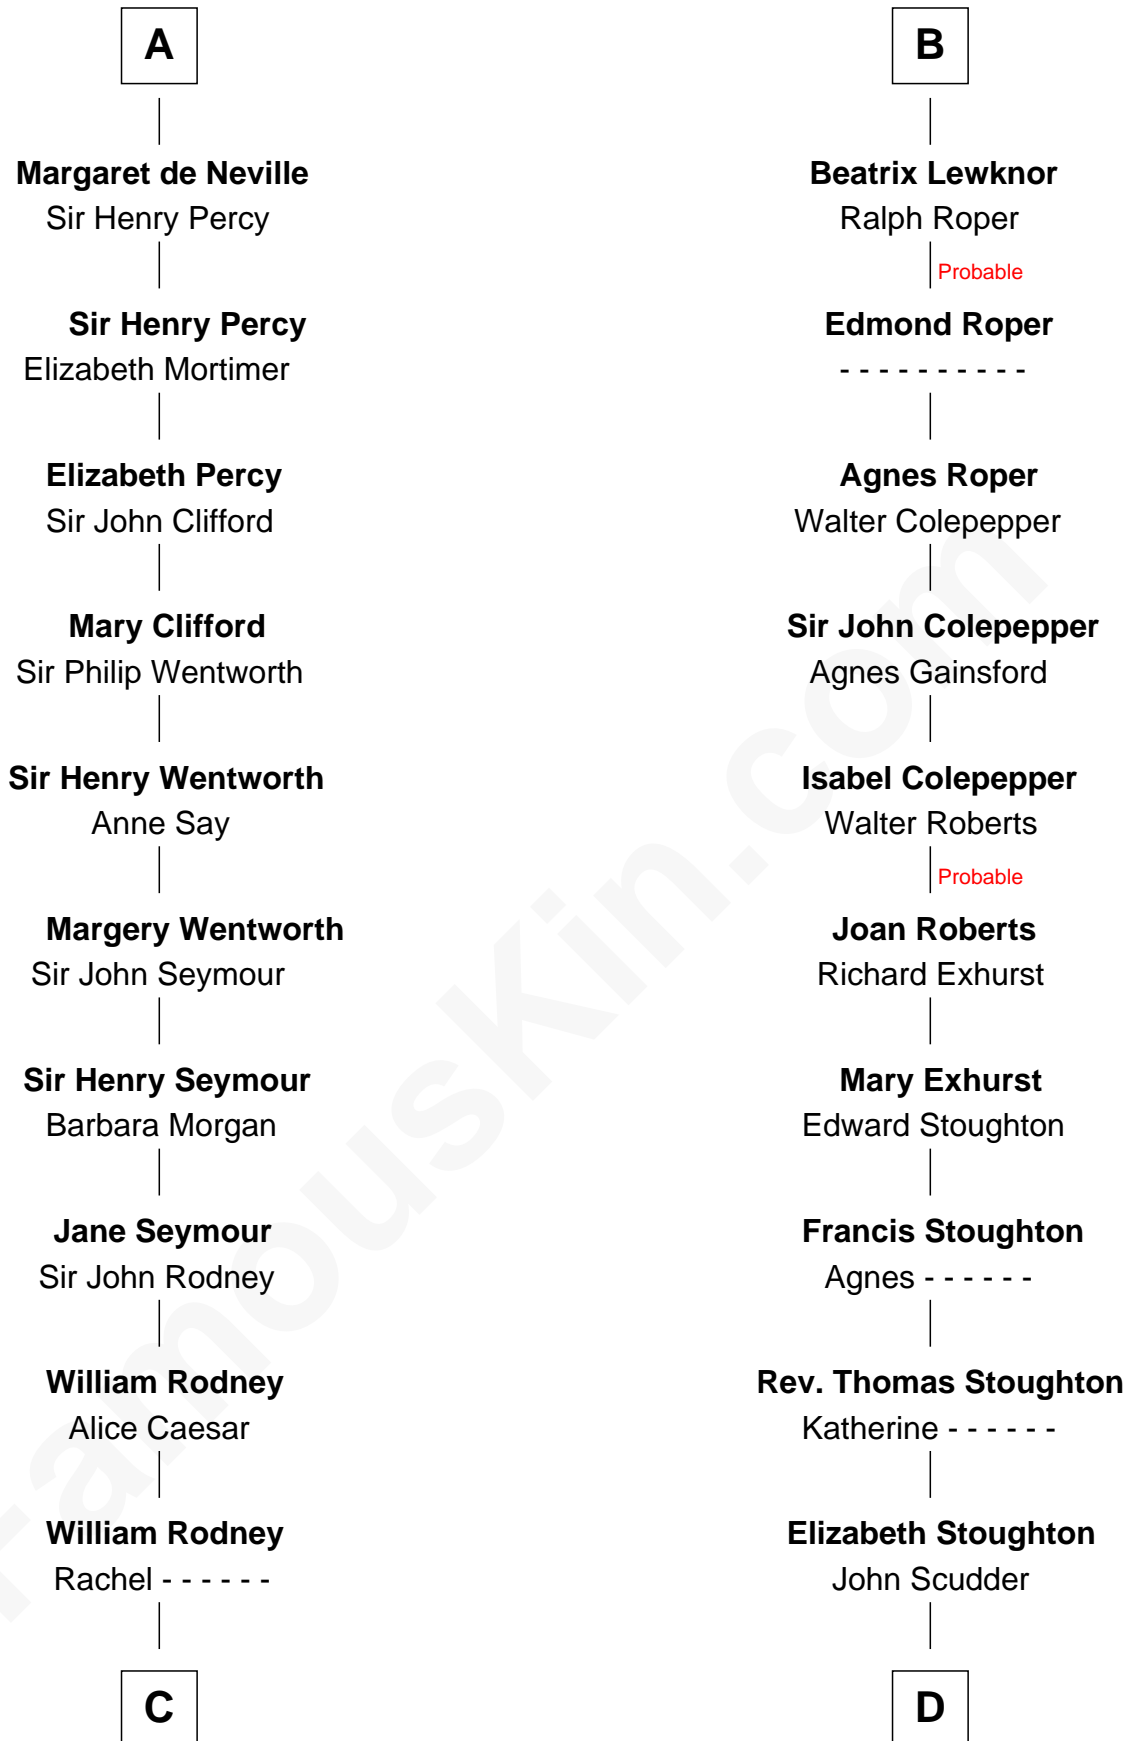 A
Margaret de Neville
Sir Henry Percy
Sir Henry Percy
Elizabeth Mortimer
Elizabeth Percy
Sir John Clifford
Mary Clifford
Sir Philip Wentworth
Sir Henry Wentworth
Anne Say
Margery Wentworth
Sir John Seymour
Sir Henry Seymour
Barbara Morgan
Jane Seymour
Sir John Rodney
William Rodney
Alice Caesar
William Rodney
Rachel - - - - - -
C
B
Beatrix Lewknor
Ralph Roper
Probable
Edmond Roper
- - - - - - - - - -
Agnes Roper
Walter Colepepper
Sir John Colepepper
Agnes Gainsford
Isabel Colepepper
Walter Roberts
Probable
Joan Roberts
Richard Exhurst
Mary Exhurst
Edward Stoughton
Francis Stoughton
Agnes - - - - - -
Rev. Thomas Stoughton
Katherine - - - - - -
Elizabeth Stoughton
John Scudder
D
FamousKin.com